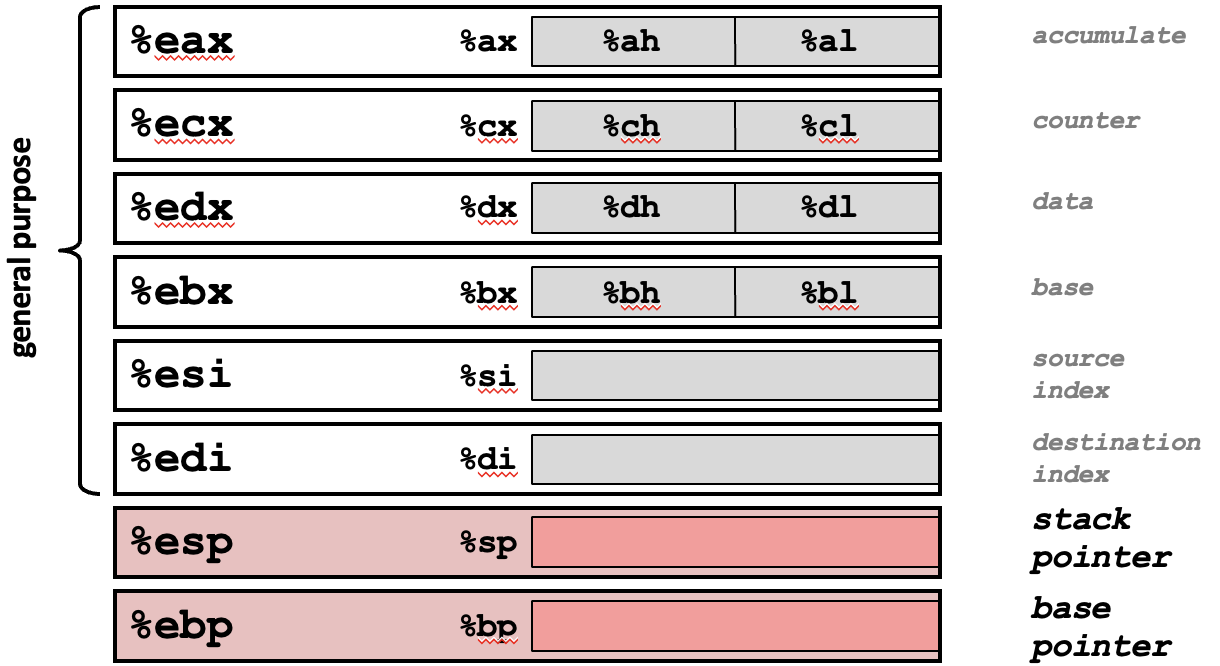 general purpose
%eax %ax %ah %al accumulate
%ecx %cx %ch %cl counter
%edx %dx %dh %dl data
%ebx %bx %bh %bl base
%esi %si source
index
%edi %di destination
index
%esp %sp stack
pointer
%ebp %bp base
pointer